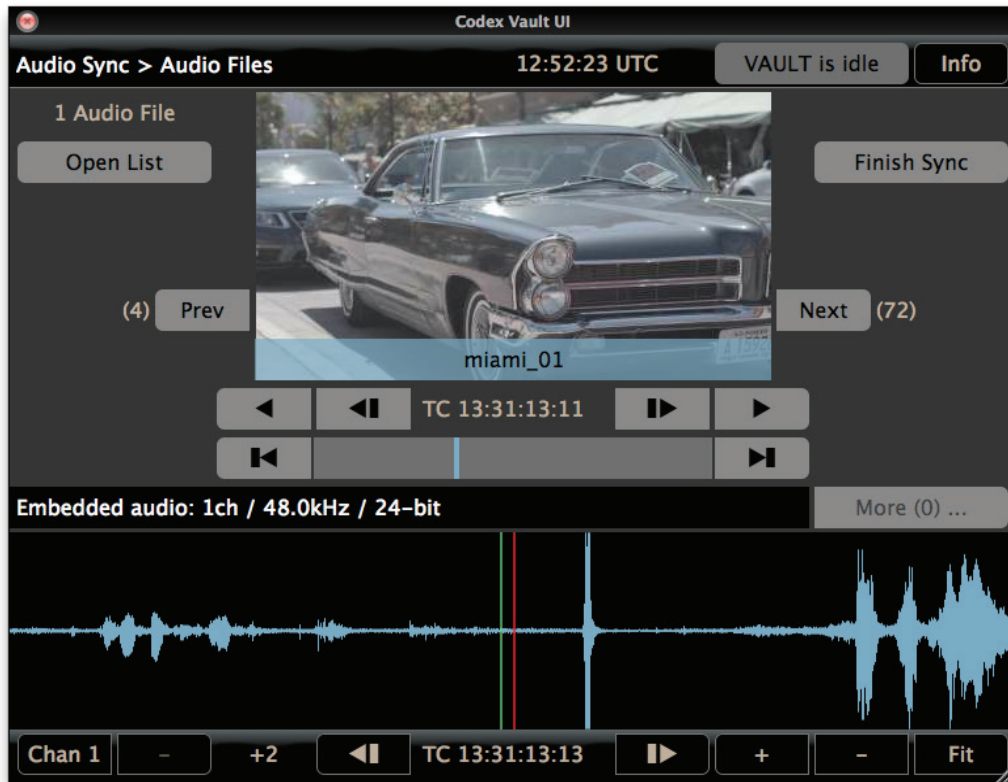 Codex Vault UI
Audio Sync > Audio Files
12:52:23 UTC
VAULT is idle
Info
1 Audio File
Open List
Finish Sync
(4) Prev
Next (72)
miami_01
TC 13:31:13:11
Embedded audio: 1ch / 48.0kHz / 24-bit
More (0) ...
Chan 1
-
+2
TC 13:31:13:13
+
-
Fit